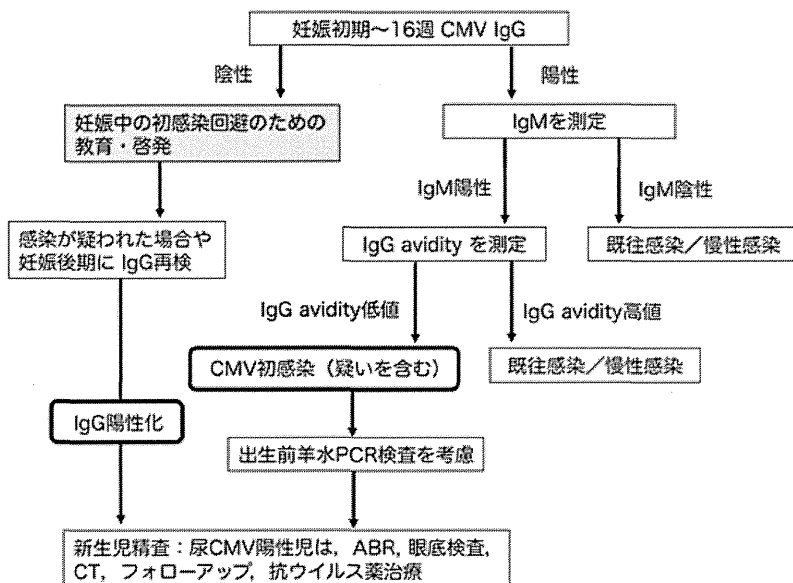 妊娠初期～16週 CMV IgG
陰性
陽性
妊娠中の初感染回避のための
教育・啓発
IgMを測定
IgM陽性
IgM陰性
感染が疑われた場合や
妊娠後期に IgG再検
IgG avidity を測定
既往感染／慢性感染
IgG avidity低値
IgG avidity高値
CMV初感染（疑いを含む）
既往感染／慢性感染
IgG陽性化
出生前羊水PCR検査を考慮
新生児精査：尿CMV陽性児は，ABR，眼底検査，
CT，フォローアップ，抗ウイルス薬治療